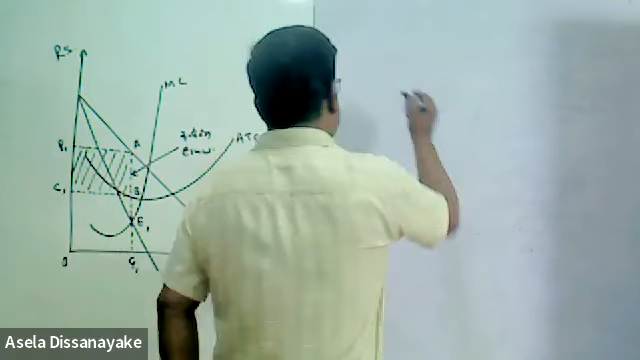 RS
MC
ATC
P₁
A
C₁
B
E₁
0
Q₁
Asela Dissanayake